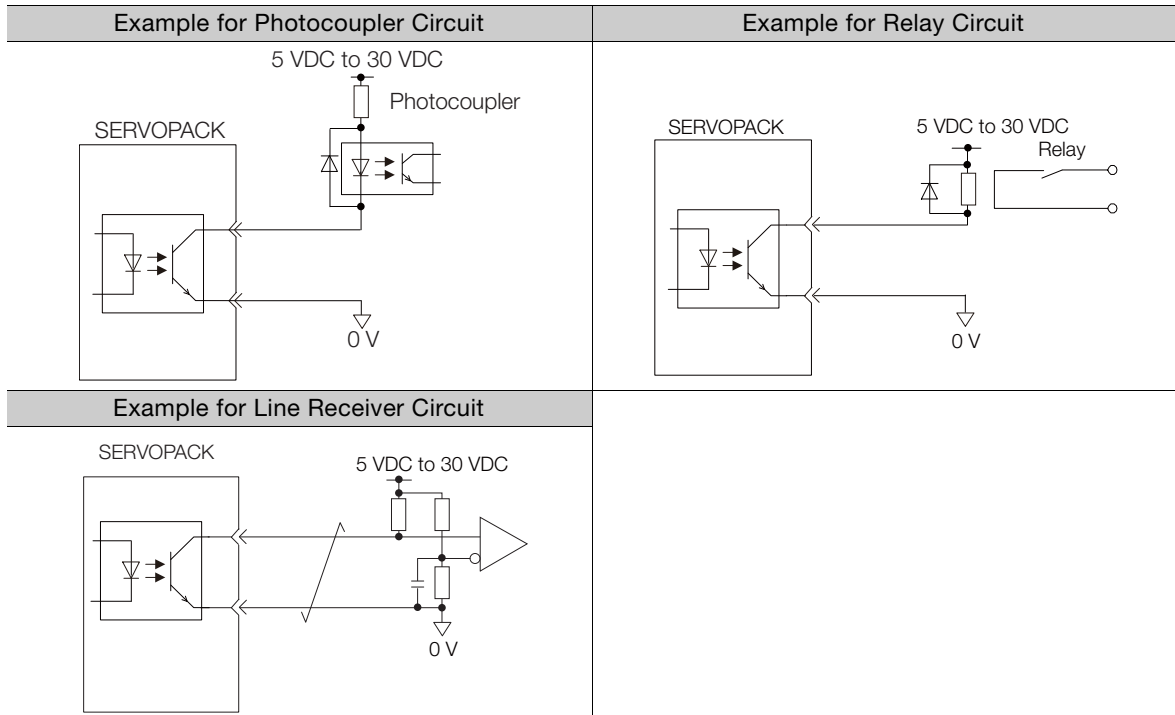 Example for Photocoupler Circuit
Example for Relay Circuit
5 VDC to 30 VDC
Photocoupler
SERVOPACK
0 V
5 VDC to 30 VDC
Relay
SERVOPACK
0 V
Example for Line Receiver Circuit
SERVOPACK
5 VDC to 30 VDC
0 V